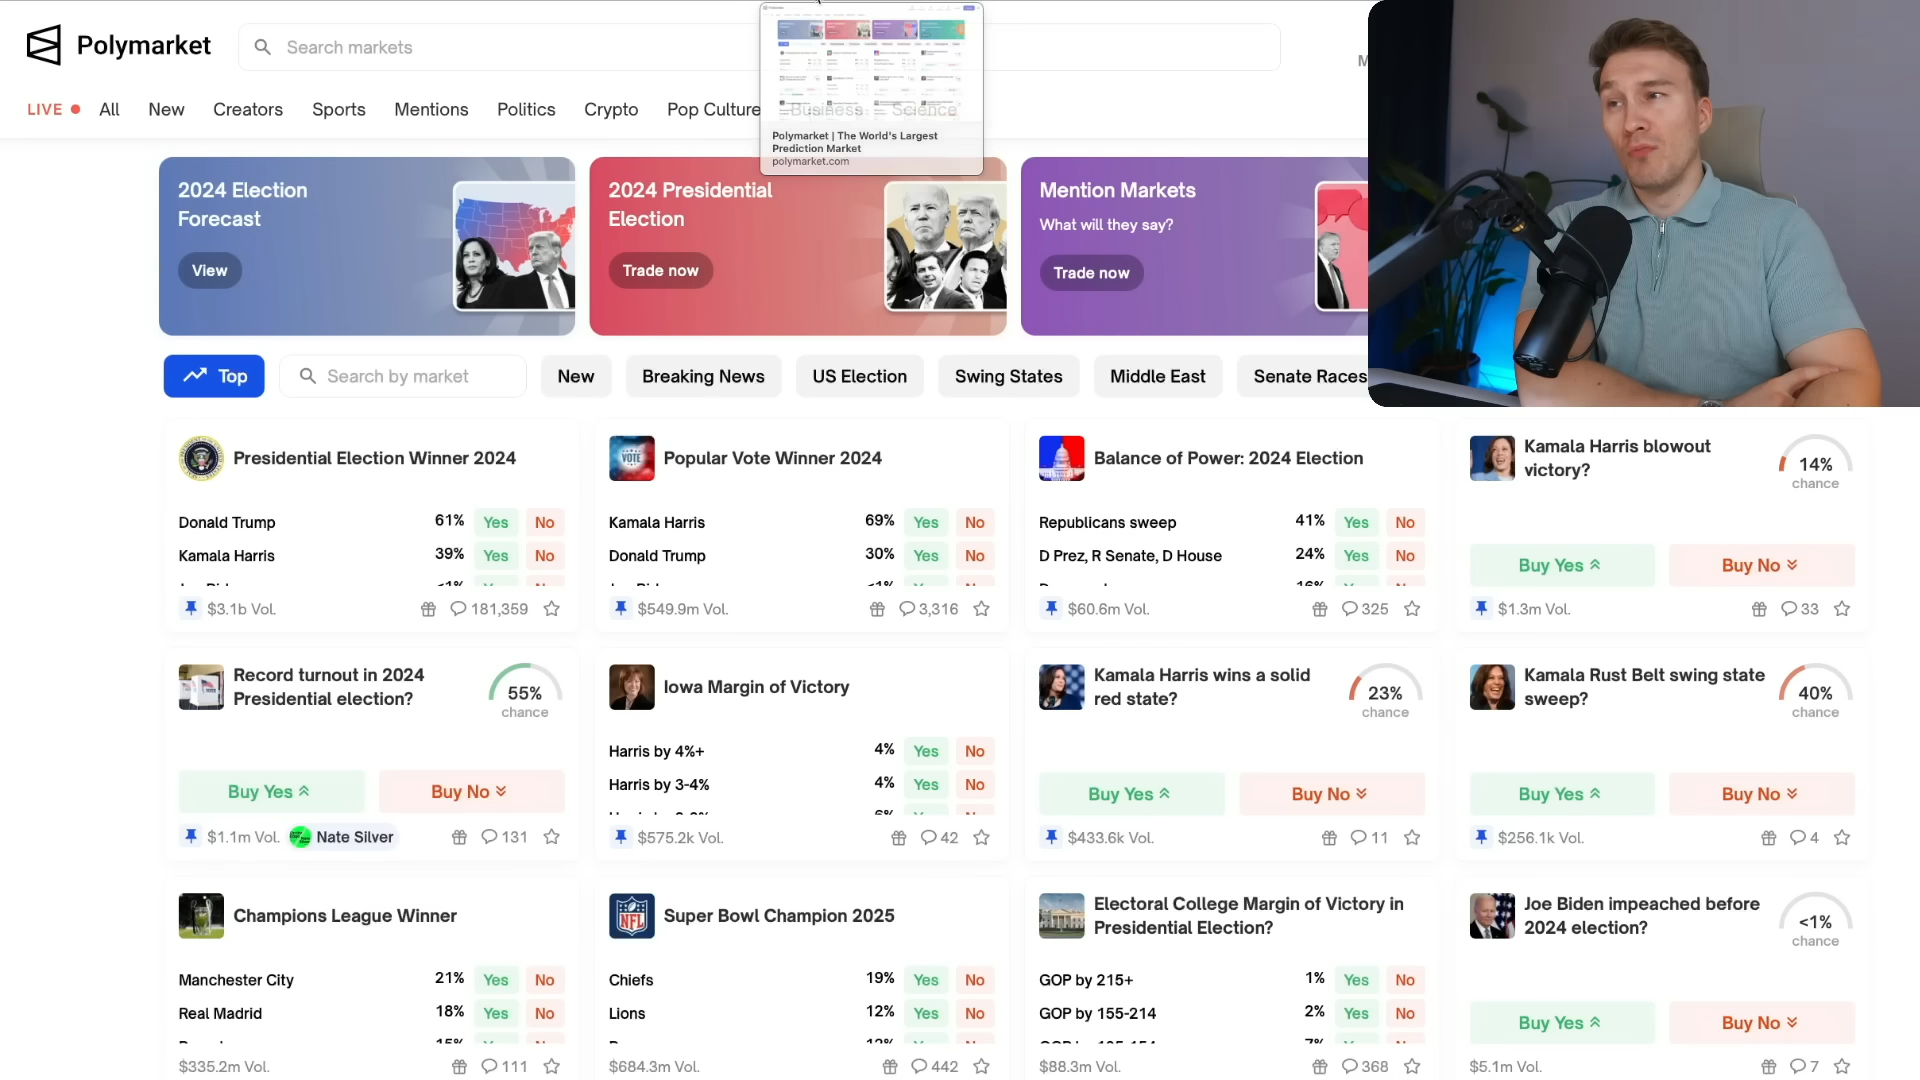 Polymarket
Search markets
LIVE
All
New
Creators
Sports
Mentions
Politics
Crypto
Pop Culture
Business
Science
Polymarket | The World's Largest
Prediction Market
polymarket.com
2024 Election
Forecast
View
2024 Presidential
Election
Trade now
Mention Markets
What will they say?
Trade now
Top
Search by market
New
Breaking News
US Election
Swing States
Middle East
Senate Races
Presidential Election Winner 2024
Donald Trump 61% Yes No
Kamala Harris 39% Yes No
$3.1b Vol. 181,359
Popular Vote Winner 2024
VOTE
Kamala Harris 69% Yes No
Donald Trump 30% Yes No
$549.9m Vol. 3,316
Balance of Power: 2024 Election
Republicans sweep 41% Yes No
D Prez, R Senate, D House 24% Yes No
$60.6m Vol. 325
Kamala Harris blowout
victory?
14%
chance
Buy Yes Buy No
$1.3m Vol. 33
Record turnout in 2024
Presidential election?
55%
chance
Buy Yes Buy No
$1.1m Vol. Nate Silver 131
Iowa Margin of Victory
Harris by 4%+ 4% Yes No
Harris by 3-4% 4% Yes No
$575.2k Vol. 42
Kamala Harris wins a solid
red state?
23%
chance
Buy Yes Buy No
$433.6k Vol. 11
Kamala Rust Belt swing state
sweep?
40%
chance
Buy Yes Buy No
$256.1k Vol. 4
Champions League Winner
Manchester City 21% Yes No
Real Madrid 18% Yes No
$335.2m Vol. 111
NFL
Super Bowl Champion 2025
Chiefs 19% Yes No
Lions 12% Yes No
$684.3m Vol. 442
Electoral College Margin of Victory in
Presidential Election?
GOP by 215+ 1% Yes No
GOP by 155-214 2% Yes No
$88.3m Vol. 368
Joe Biden impeached before
2024 election?
<1%
chance
Buy Yes Buy No
$5.1m Vol. 7